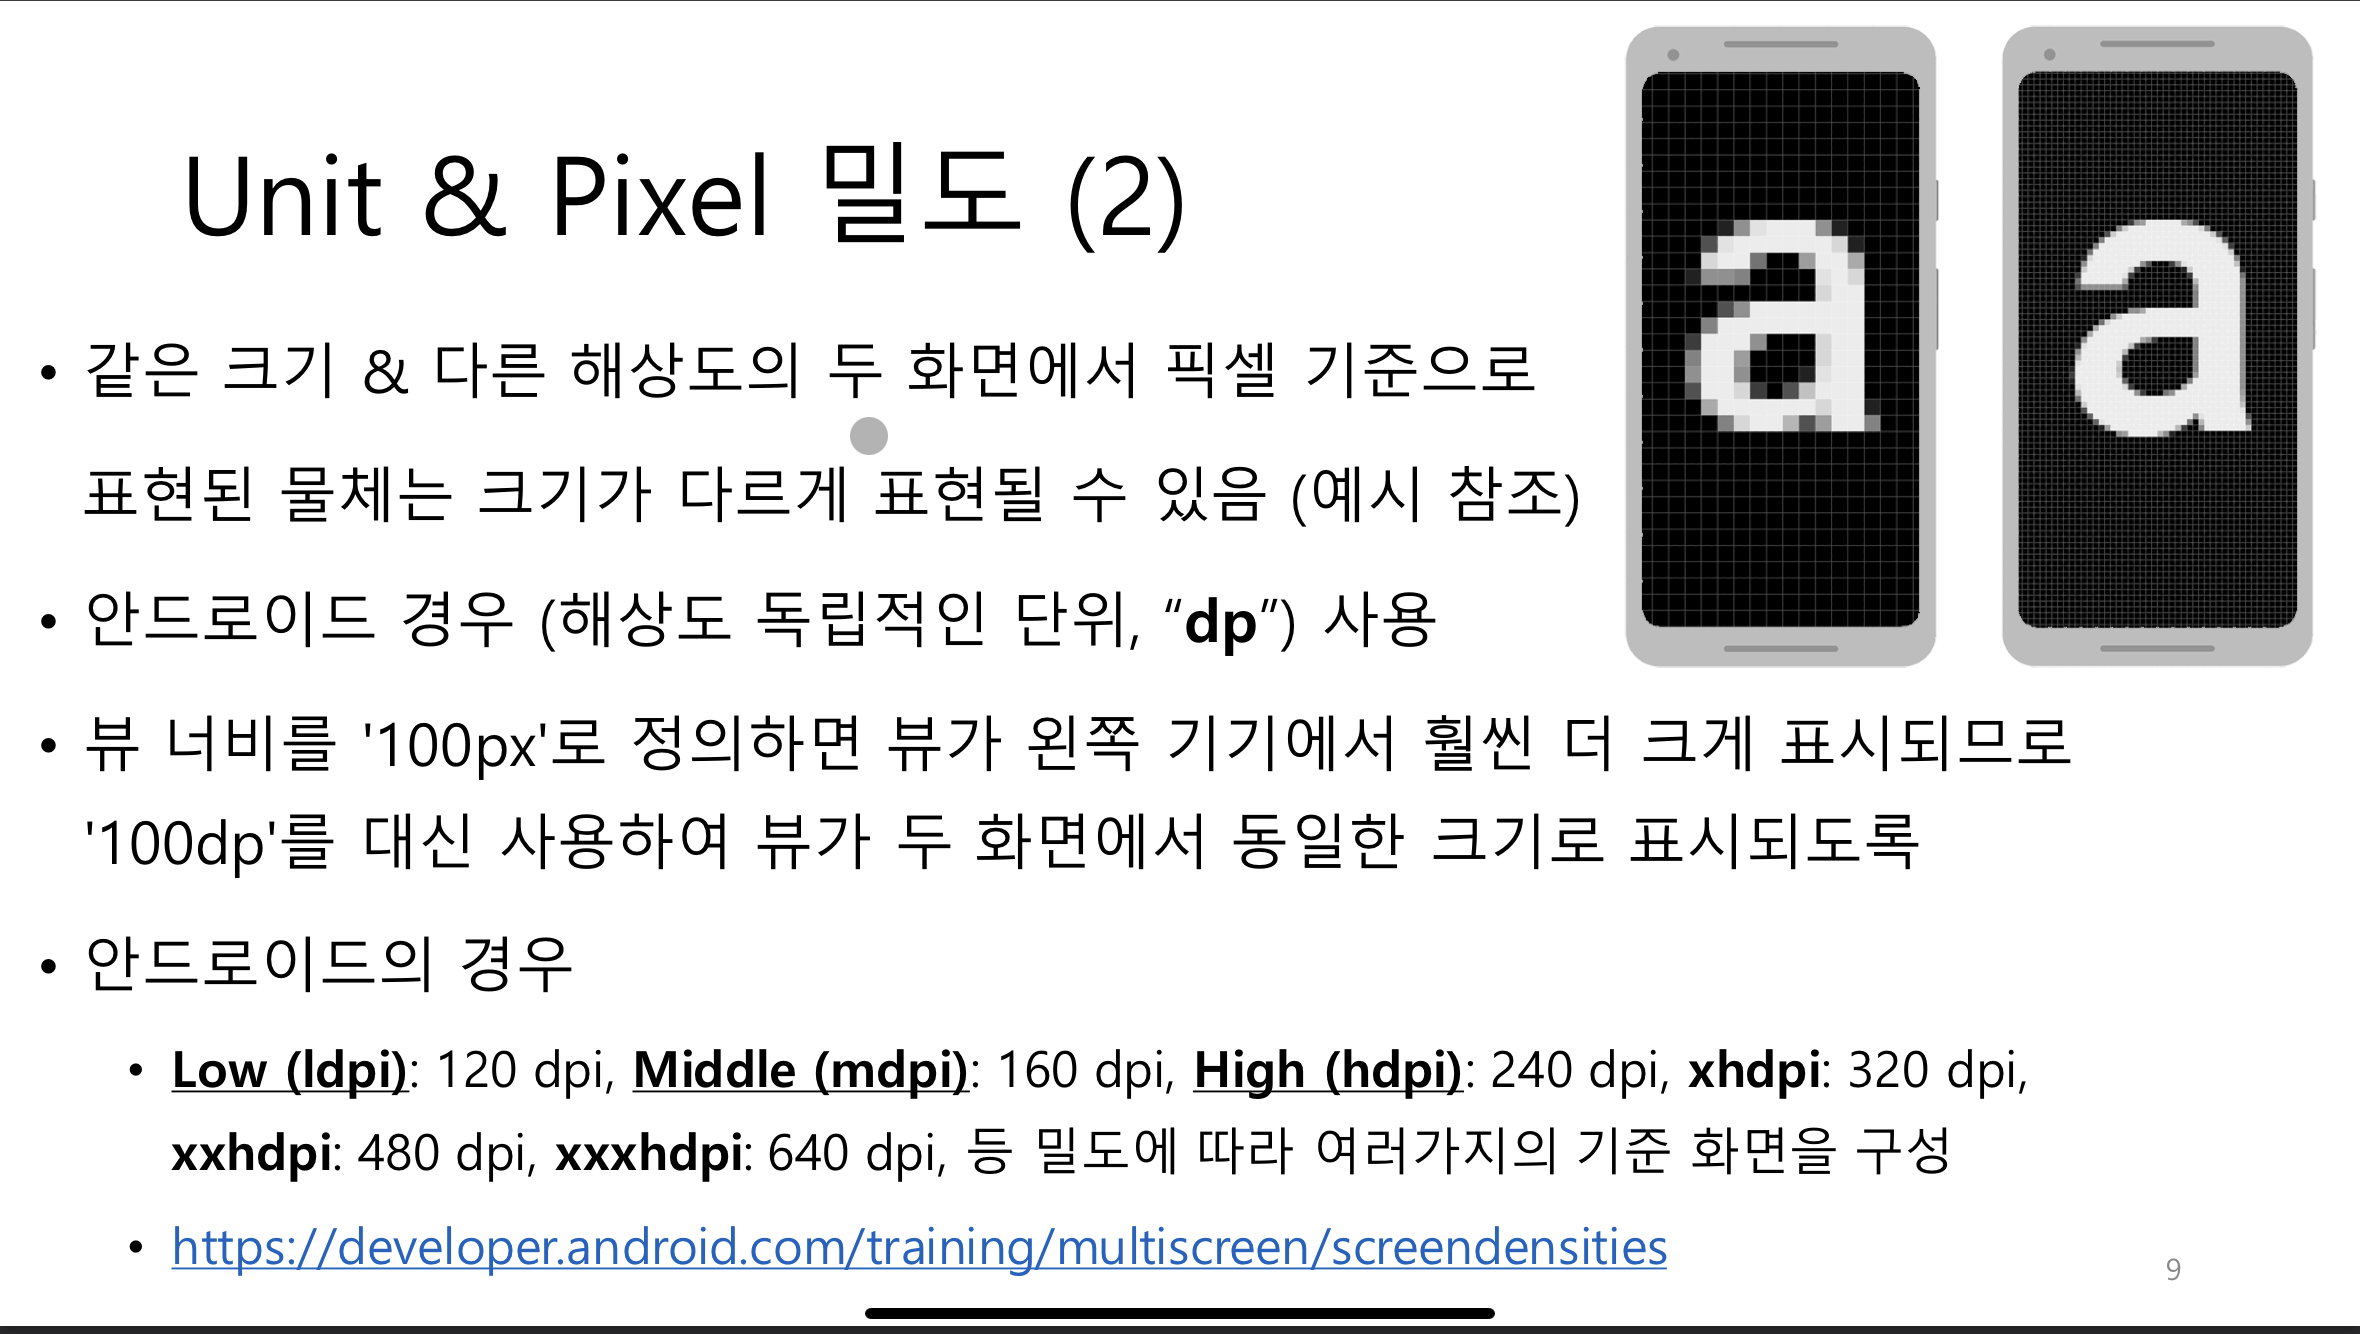 Unit & Pixel 밀도 (2)
• 같은 크기 & 다른 해상도의 두 화면에서 픽셀 기준으로
표현된 물체는 크기가 다르게 표현될 수 있음 (예시 참조)
• 안드로이드 경우 (해상도 독립적인 단위, “dp”) 사용
• 뷰 너비를 '100px'로 정의하면 뷰가 왼쪽 기기에서 훨씬 더 크게 표시되므로
'100dp'를 대신 사용하여 뷰가 두 화면에서 동일한 크기로 표시되도록
• 안드로이드의 경우
• Low (ldpi): 120 dpi, Middle (mdpi): 160 dpi, High (hdpi): 240 dpi, xhdpi: 320 dpi,
xxhdpi: 480 dpi, xxxhdpi: 640 dpi, 등 밀도에 따라 여러가지의 기준 화면을 구성
• https://developer.android.com/training/multiscreen/screendensities
9
a
a